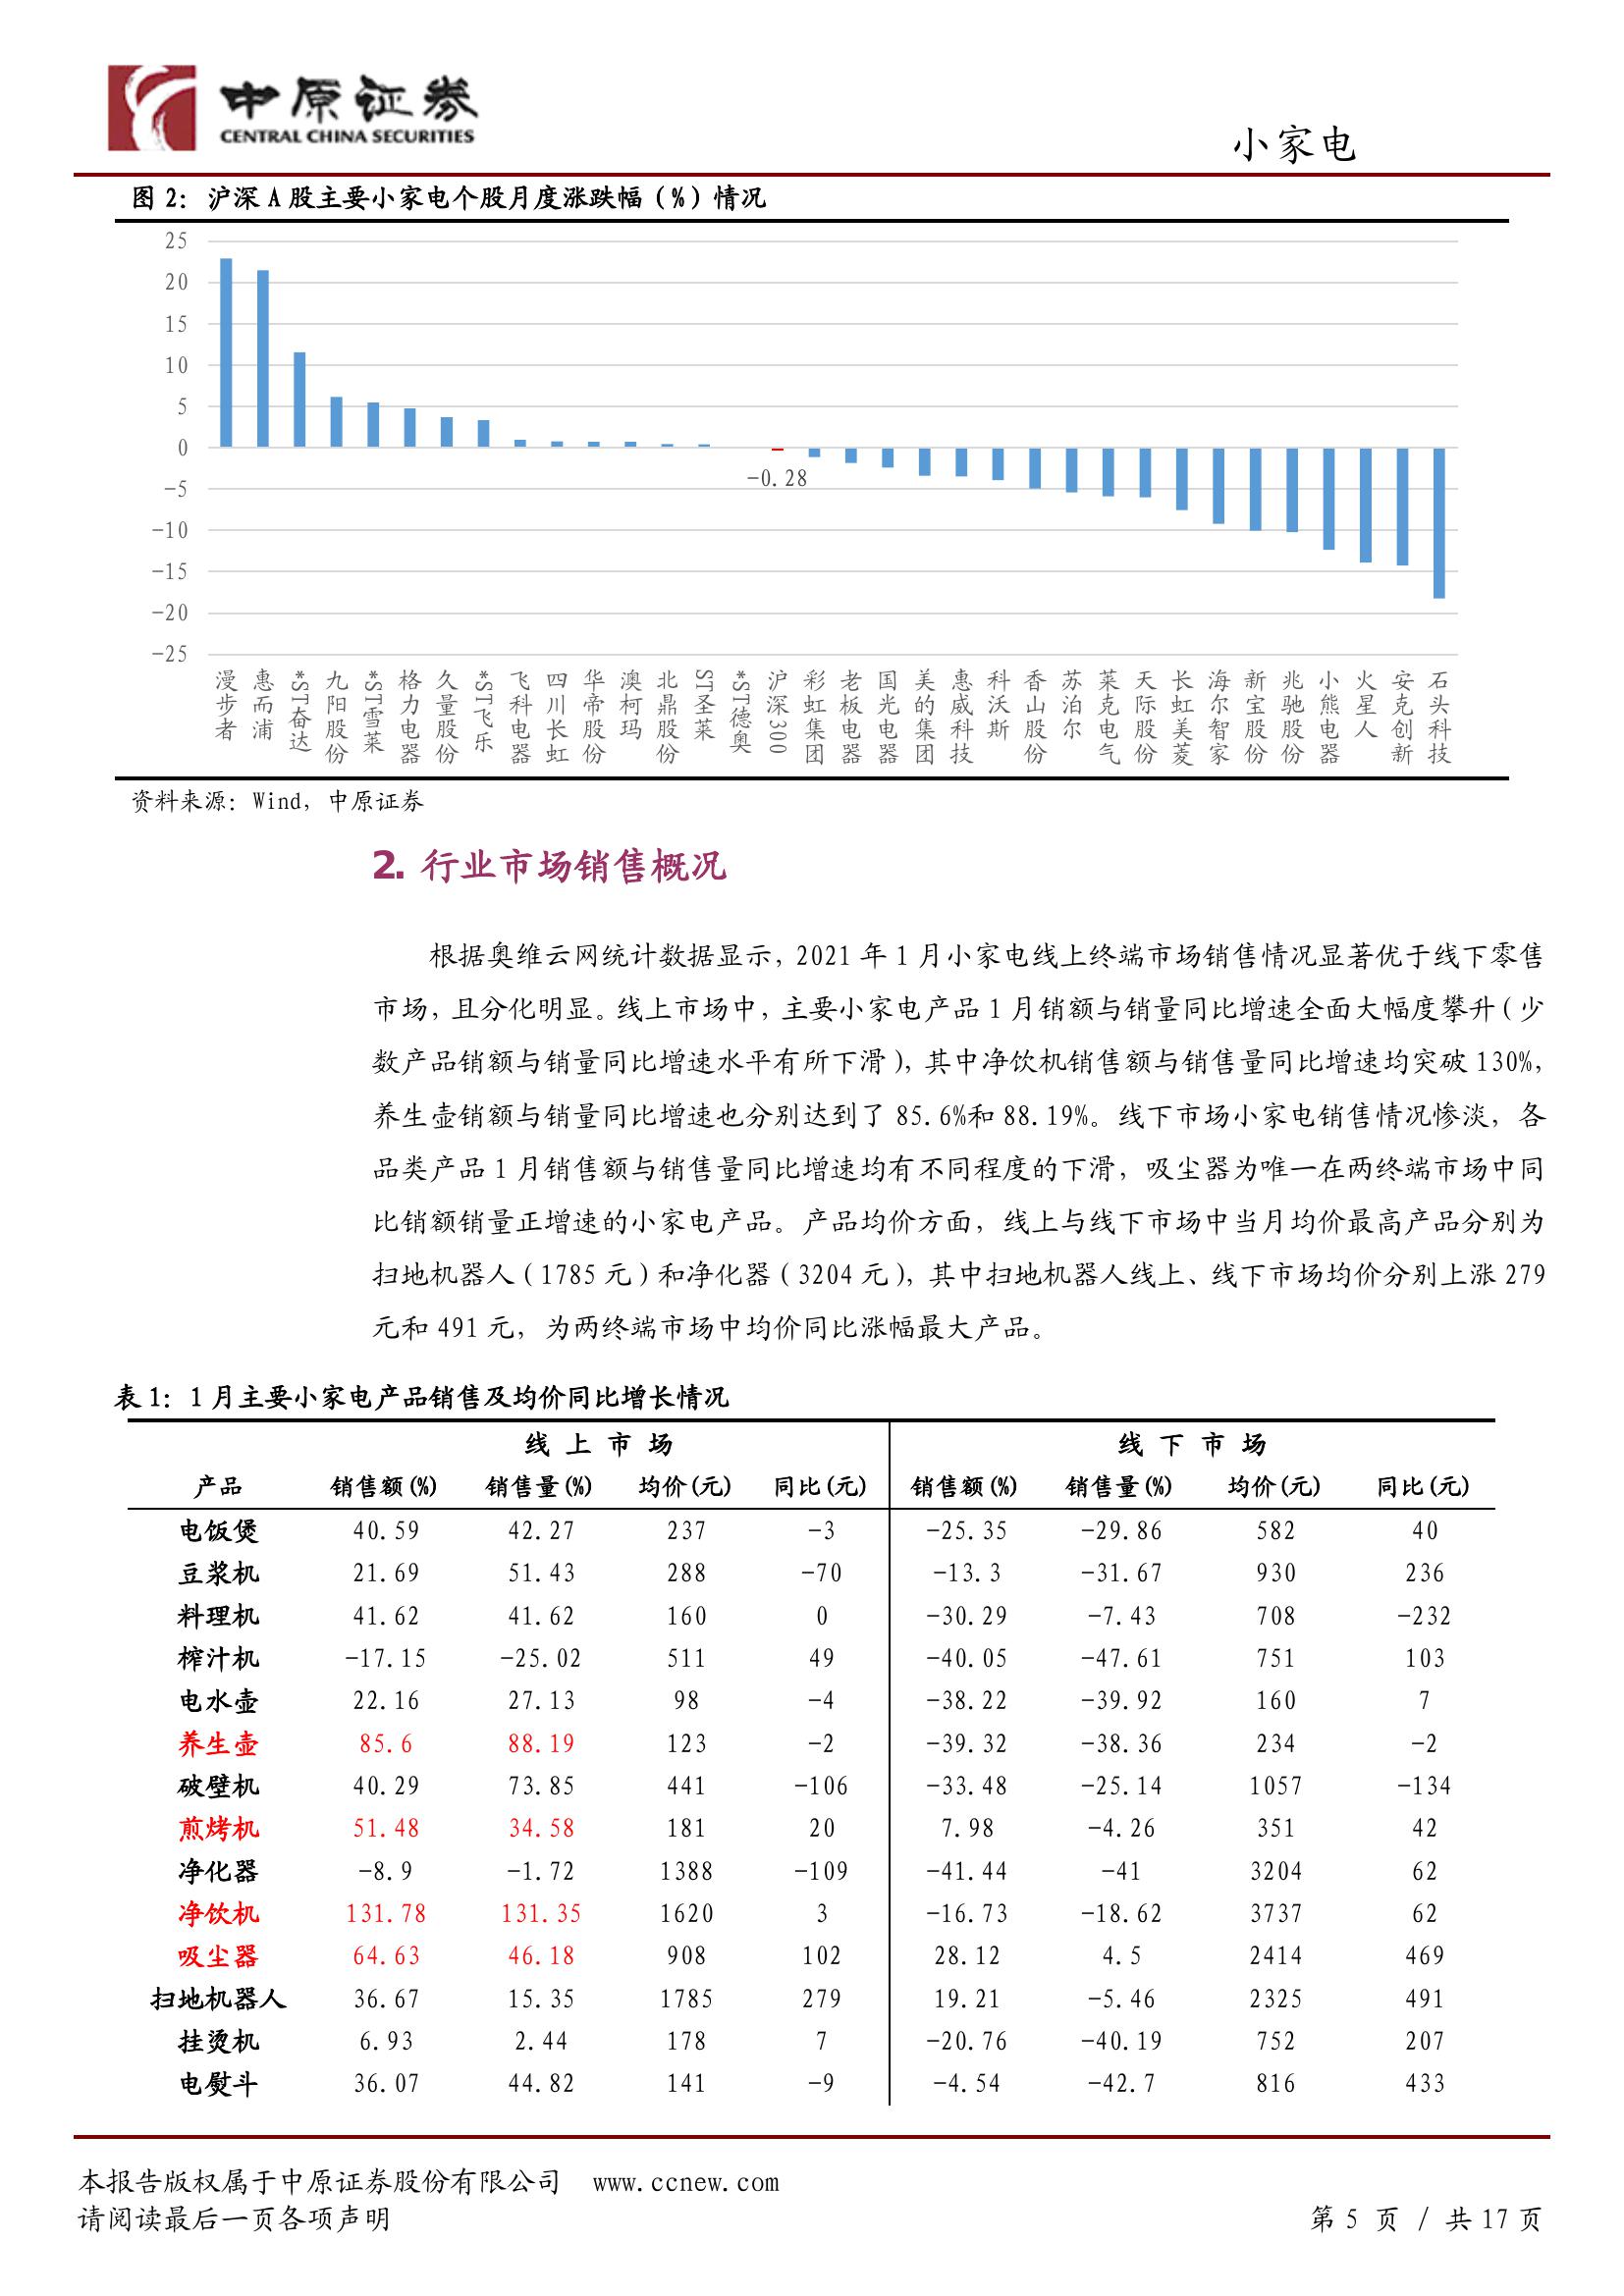 中原证券
CENTRAL CHINA SECURITIES
小家电
图 2：沪深 A 股主要小家电个股月度涨跌幅（%）情况
25
20
15
10
5
0
-5
-10
-15
-20
-25
-0.28
漫步者 惠而浦 *ST奋达 九阳股份 *ST雪莱 格力电器 久量股份 *ST飞乐 飞科电器 四川长虹 华帝股份 澳柯玛 北鼎股份 ST圣莱 *ST德奥 沪深300 彩虹集团 老板电器 国光电器 美的集团 惠威科技 科沃斯 香山股份 苏泊尔 莱克电气 天际股份 长虹美菱 海尔智家 新宝股份 兆驰股份 小熊电器 火星人 安克创新 石头科技
资料来源：Wind，中原证券
2. 行业市场销售概况
根据奥维云网统计数据显示，2021 年 1 月小家电线上终端市场销售情况显著优于线下零售
市场，且分化明显。线上市场中，主要小家电产品 1 月销额与销量同比增速全面大幅度攀升（少
数产品销额与销量同比增速水平有所下滑），其中净饮机销售额与销售量同比增速均突破 130%，
养生壶销额与销量同比增速也分别达到了 85.6%和 88.19%。线下市场小家电销售情况惨淡，各
品类产品 1 月销售额与销售量同比增速均有不同程度的下滑，吸尘器为唯一在两终端市场中同
比销额销量正增速的小家电产品。产品均价方面，线上与线下市场中当月均价最高产品分别为
扫地机器人（1785 元）和净化器（3204 元），其中扫地机器人线上、线下市场均价分别上涨 279
元和 491 元，为两终端市场中均价同比涨幅最大产品。
表 1：1 月主要小家电产品销售及均价同比增长情况
线上市场 线下市场
产品 销售额(%) 销售量(%) 均价(元) 同比(元) 销售额(%) 销售量(%) 均价(元) 同比(元)
电饭煲 40.59 42.27 237 -3 -25.35 -29.86 582 40
豆浆机 21.69 51.43 288 -70 -13.3 -31.67 930 236
料理机 41.62 41.62 160 0 -30.29 -7.43 708 -232
榨汁机 -17.15 -25.02 511 49 -40.05 -47.61 751 103
电水壶 22.16 27.13 98 -4 -38.22 -39.92 160 7
养生壶 85.6 88.19 123 -2 -39.32 -38.36 234 -2
破壁机 40.29 73.85 441 -106 -33.48 -25.14 1057 -134
煎烤机 51.48 34.58 181 20 7.98 -4.26 351 42
净化器 -8.9 -1.72 1388 -109 -41.44 -41 3204 62
净饮机 131.78 131.35 1620 3 -16.73 -18.62 3737 62
吸尘器 64.63 46.18 908 102 28.12 4.5 2414 469
扫地机器人 36.67 15.35 1785 279 19.21 -5.46 2325 491
挂烫机 6.93 2.44 178 7 -20.76 -40.19 752 207
电熨斗 36.07 44.82 141 -9 -4.54 -42.7 816 433
本报告版权属于中原证券股份有限公司 www.ccnew.com
请阅读最后一页各项声明
第 5 页 / 共 17 页